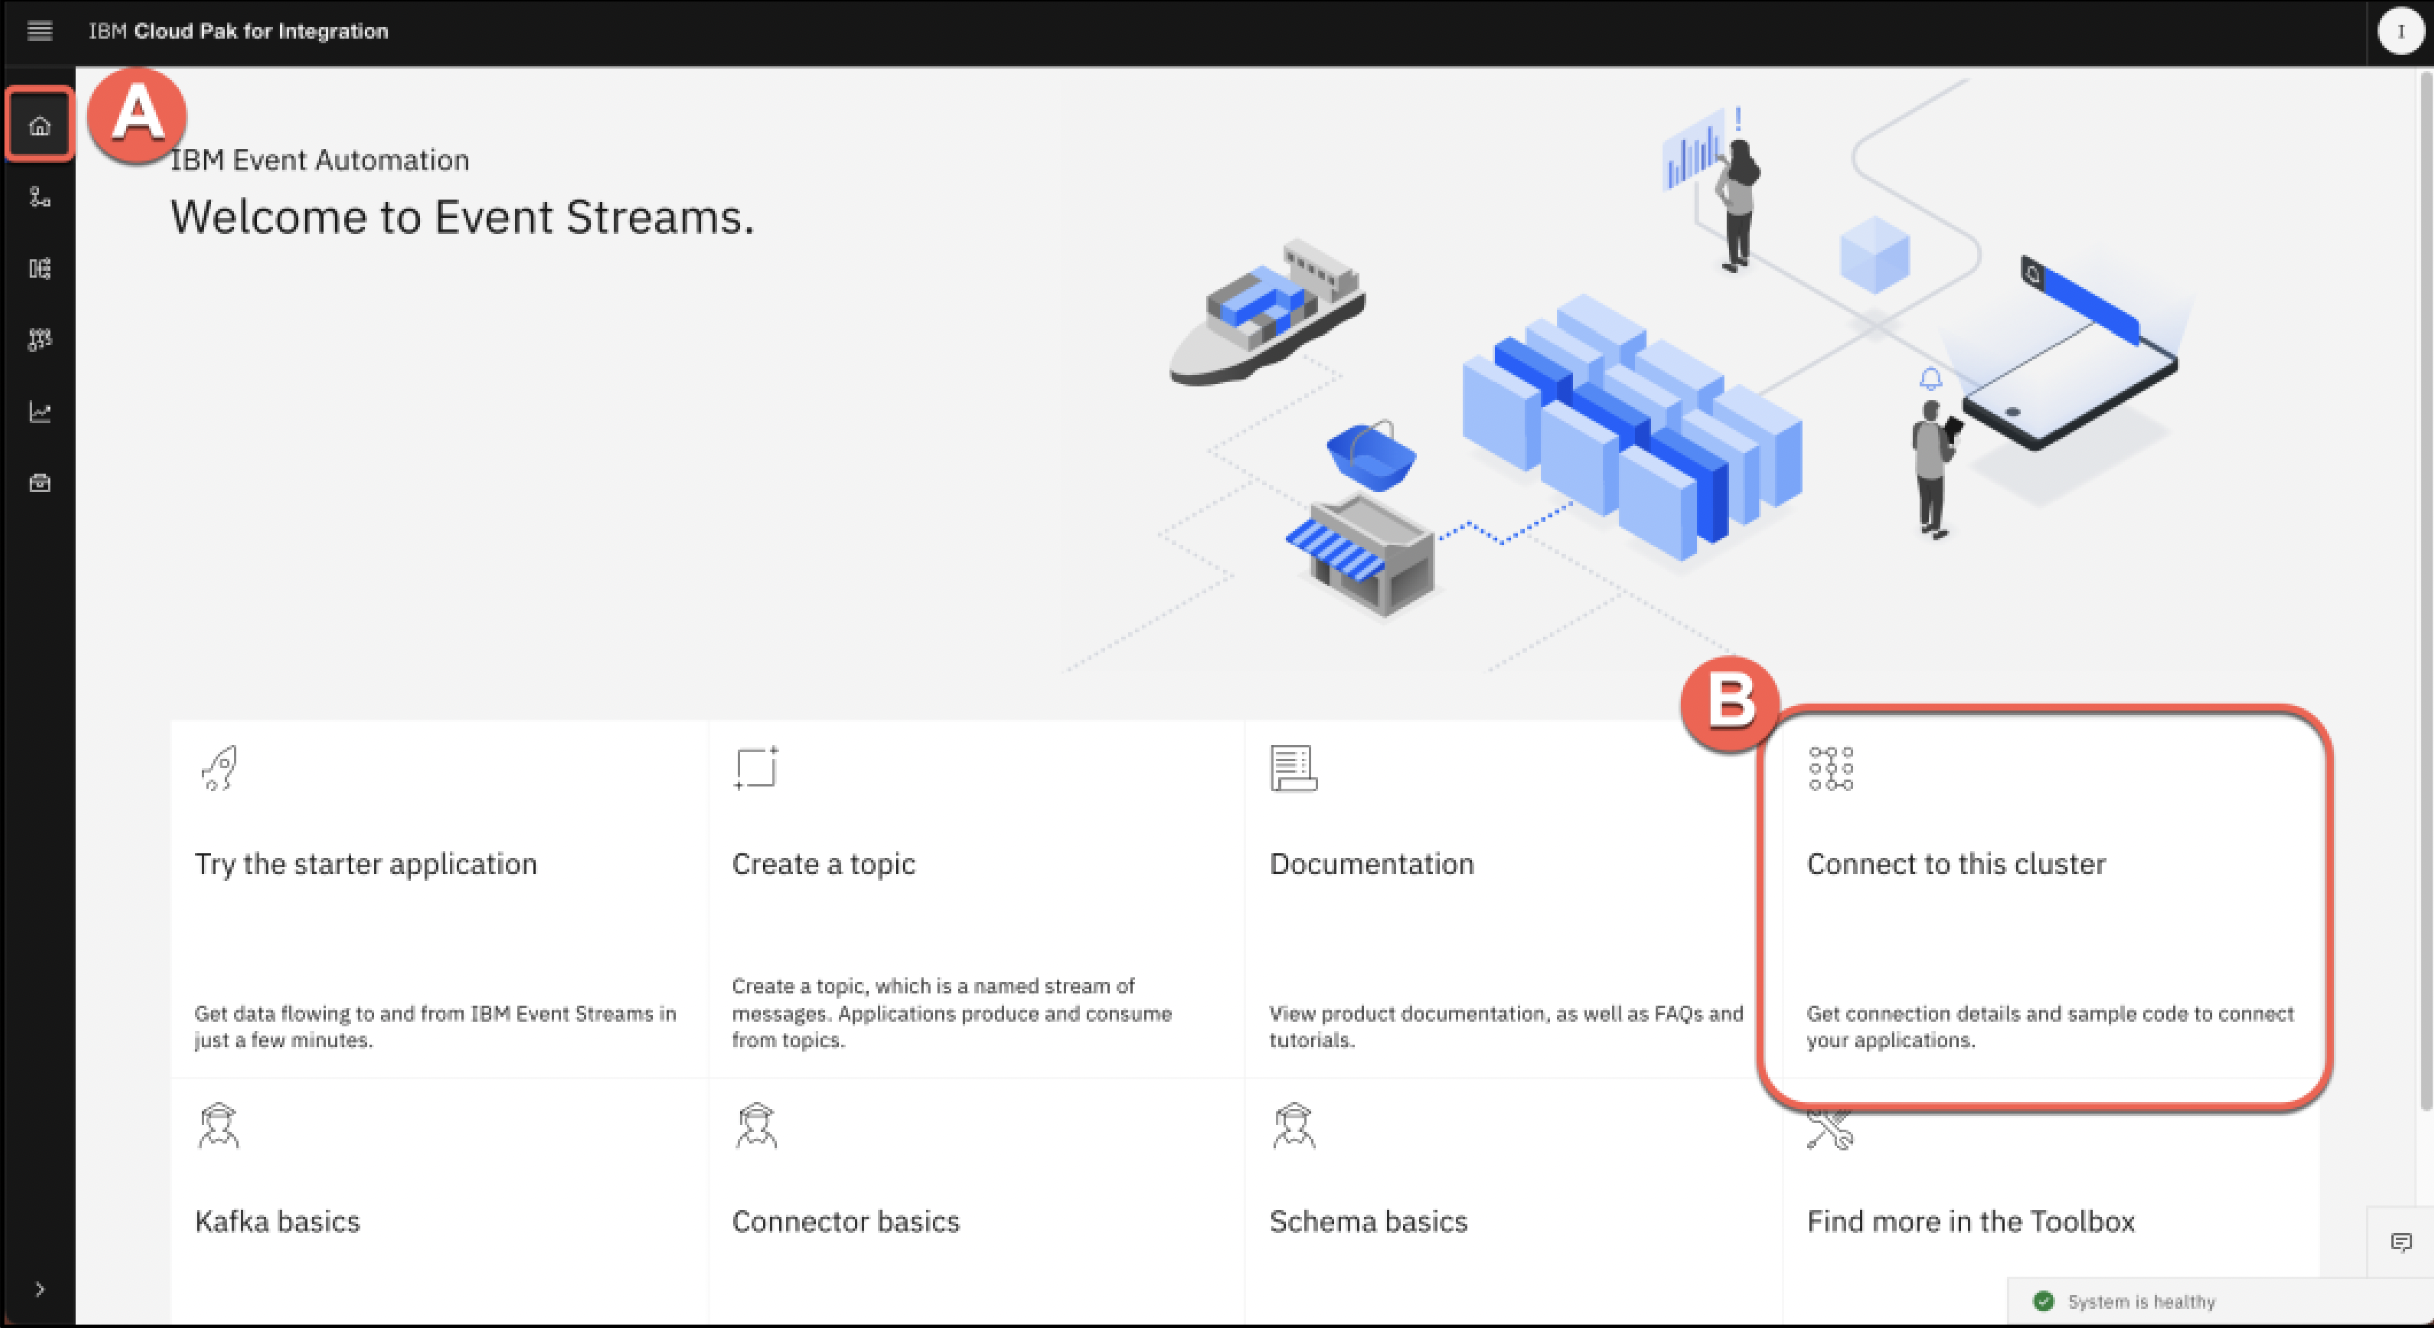 IBM Cloud Pak for Integration
I
A
IBM Event Automation
Welcome to Event Streams.
!
B
Try the starter application
Get data flowing to and from IBM Event Streams in
just a few minutes.
Create a topic
Create a topic, which is a named stream of
messages. Applications produce and consume
from topics.
Documentation
View product documentation, as well as FAQs and
tutorials.
Connect to this cluster
Get connection details and sample code to connect
your applications.
Kafka basics
Connector basics
Schema basics
Find more in the Toolbox
System is healthy